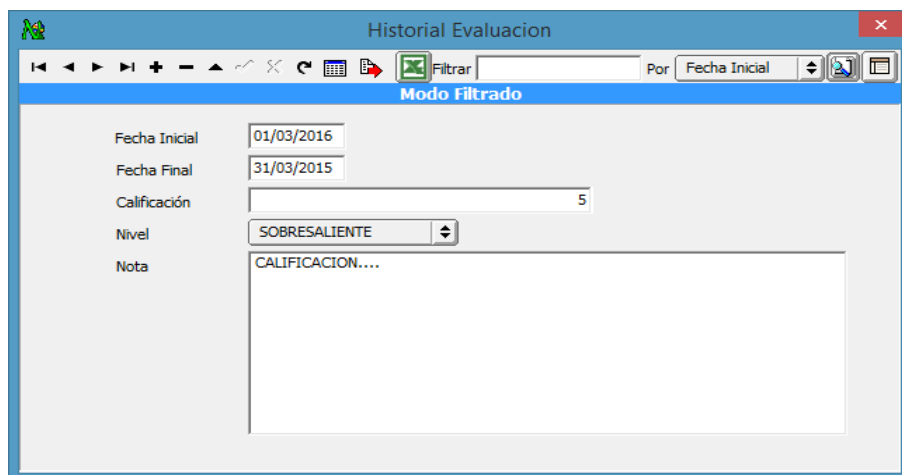 Historial Evaluacion
Filtrar Por Fecha Inicial
Modo Filtrado
Fecha Inicial 01/03/2016
Fecha Final 31/03/2015
Calificación 5
Nivel SOBRESALIENTE
Nota CALIFICACION....